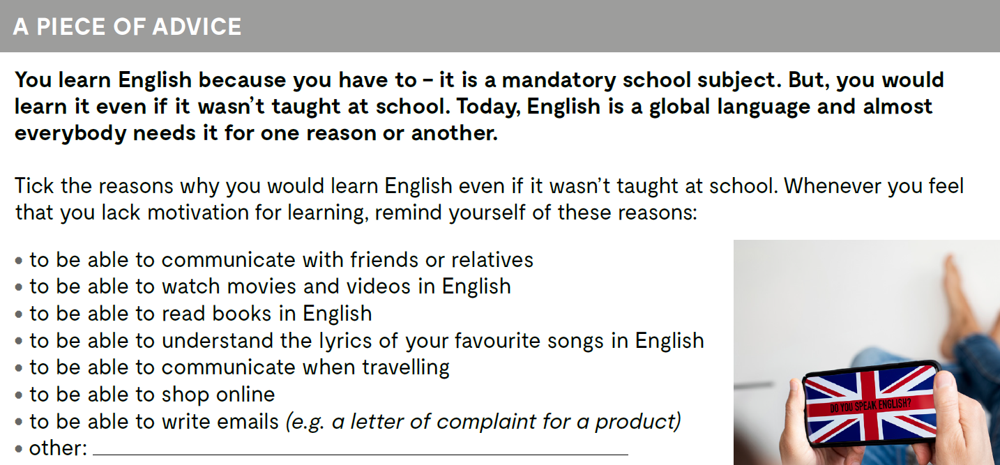 A PIECE OF ADVICE
You learn English because you have to – it is a mandatory school subject. But, you would
learn it even if it wasn’t taught at school. Today, English is a global language and almost
everybody needs it for one reason or another.
Tick the reasons why you would learn English even if it wasn’t taught at school. Whenever you feel
that you lack motivation for learning, remind yourself of these reasons:
• to be able to communicate with friends or relatives
• to be able to watch movies and videos in English
• to be able to read books in English
• to be able to understand the lyrics of your favourite songs in English
• to be able to communicate when travelling
• to be able to shop online
• to be able to write emails (e.g. a letter of complaint for a product)
• other:
DO YOU SPEAK ENGLISH?